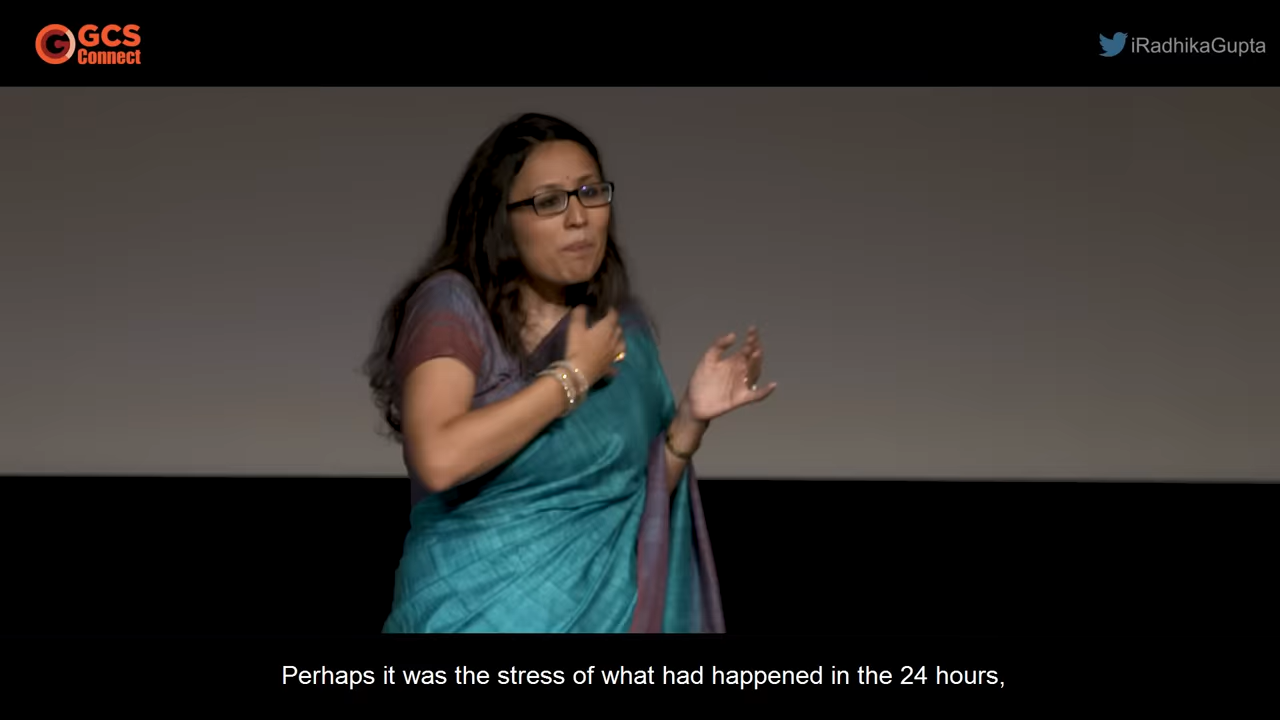 GCS
Connect
iRadhikaGupta
Perhaps it was the stress of what had happened in the 24 hours,